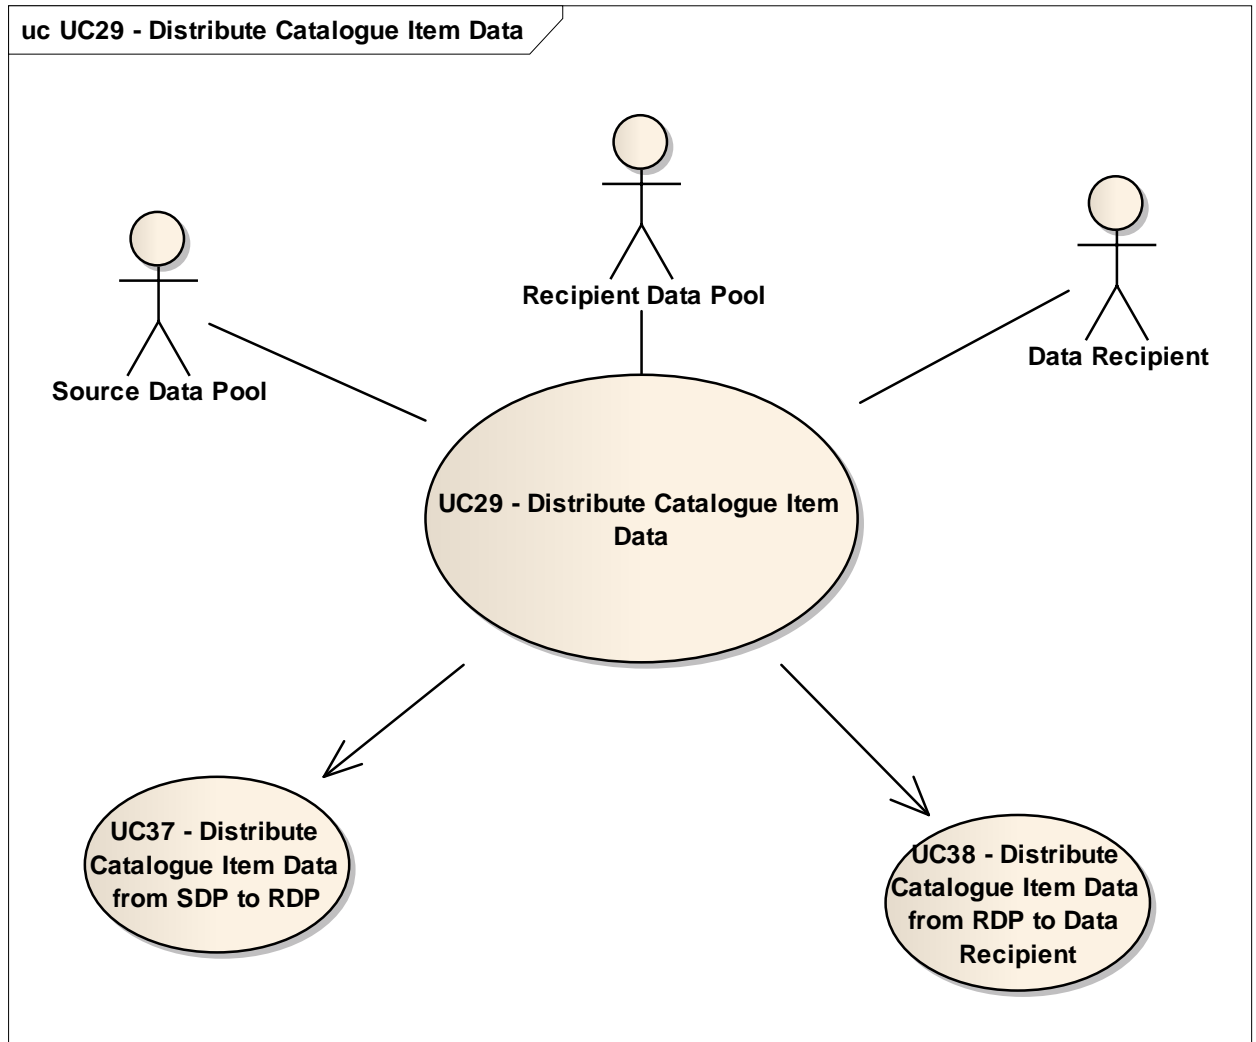 uc UC29 - Distribute Catalogue Item Data
Recipient Data Pool
Data Recipient
Source Data Pool
UC29 - Distribute Catalogue Item
Data
UC37 - Distribute
Catalogue Item Data
from SDP to RDP
UC38 - Distribute
Catalogue Item Data
from RDP to Data
Recipient